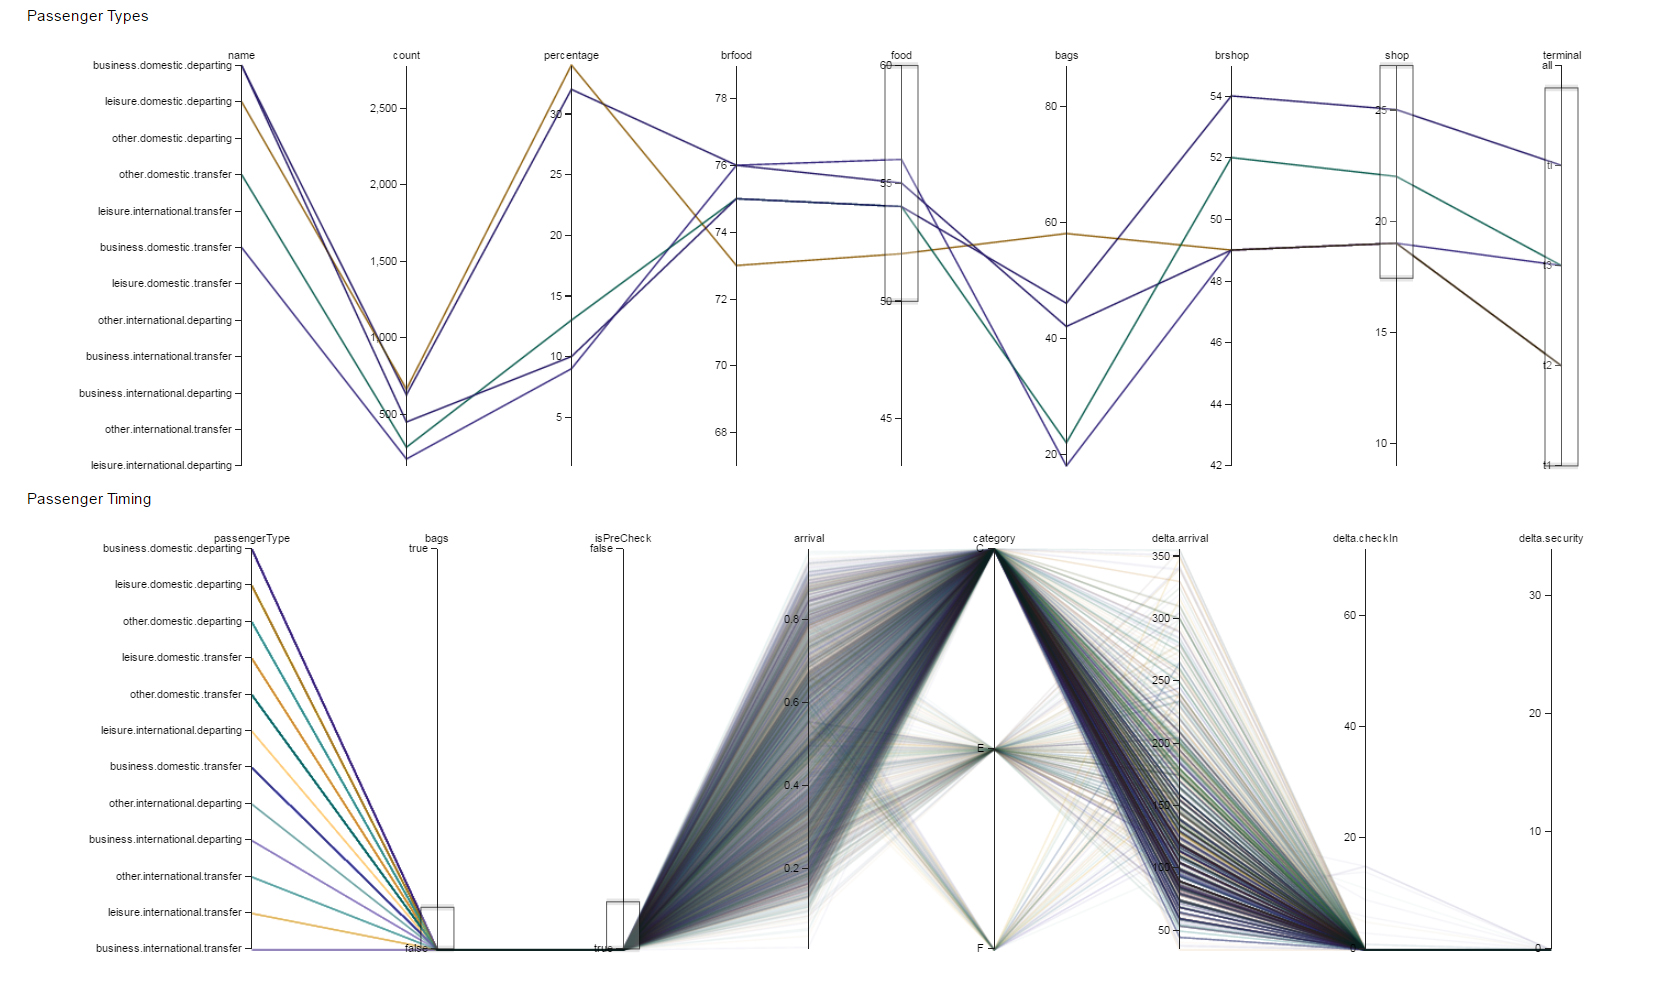 Passenger Types
name count percentage brfood food bags brshop shop terminal
business.domestic.departing
leisure.domestic.departing
other.domestic.departing
other.domestic.transfer
leisure.international.transfer
business.domestic.transfer
leisure.domestic.departing
other.international.departing
business.international.transfer
business.international.departing
other.international.transfer
leisure.international.departing
2,500
2,000
1,500
1,000
500
30
25
20
15
10
5
78
76
74
72
70
68
60
55
50
45
80
60
40
20
54
52
50
48
46
44
42
25
20
15
10
all
tl
t3
t2
t1
Passenger Timing
passengerType bags isPreCheck arrival category delta.arrival delta.checkIn delta.security
business.domestic.departing
leisure.domestic.departing
other.domestic.departing
leisure.domestic.transfer
other.domestic.transfer
leisure.international.departing
business.domestic.transfer
other.international.departing
business.international.departing
other.international.transfer
leisure.international.transfer
business.international.transfer
true
false
false
true
0.8
0.6
0.4
0.2
C
E
F
350
300
250
200
150
100
50
60
40
20
0
30
20
10
0